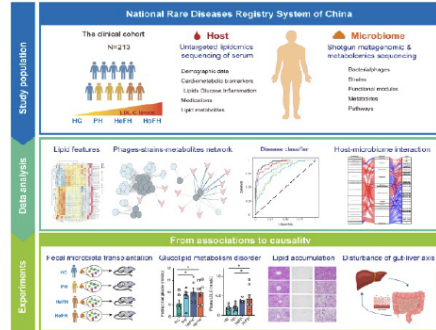 National Rare Diseases Registry System of China
Study population
The clinical cohort
N=213
LDL-C levels
HC PH HeFH HoFH
Host
Untargeted lipidomics
sequencing of serum
Demographic data
Cardiometabolic biomarkers
Lipids Glucose Inflammation
Medications
Lipid metabolites
Microbiome
Shotgun metagenomic &
metabolomics sequencing
Bacteriophages
Strains
Functional modules
Metabolites
Pathways
Data analysis
Lipid features
Phages-strains-metabolites network
Disease classifier
Host-microbiome interaction
From associations to causality
Experiments
Fecal microbiota transplantation
HC
PH
HeFH
HoFH
Glucolipid metabolism disorder
Lipid accumulation
Disturbance of gut-liver axis